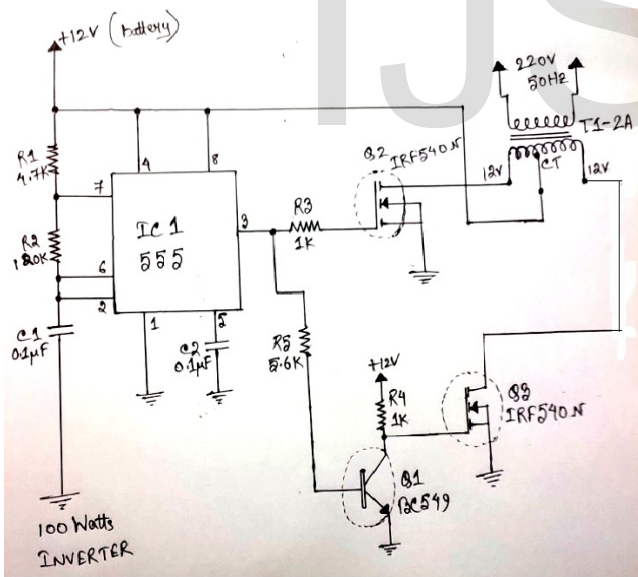 IJS
+12V (Battery)
220V
50HZ
T1-2A
12V
CT
12V
R1
4.7K
4
8
Q2
IRF540N
7
IC1
555
3
R3
1K
R2
120K
6
2
1
5
C1
0.1µF
C2
0.1µF
R5
5.6K
+12V
R4
1K
Q3
IRF540N
Q1
BC549
100 Watts
INVERTER